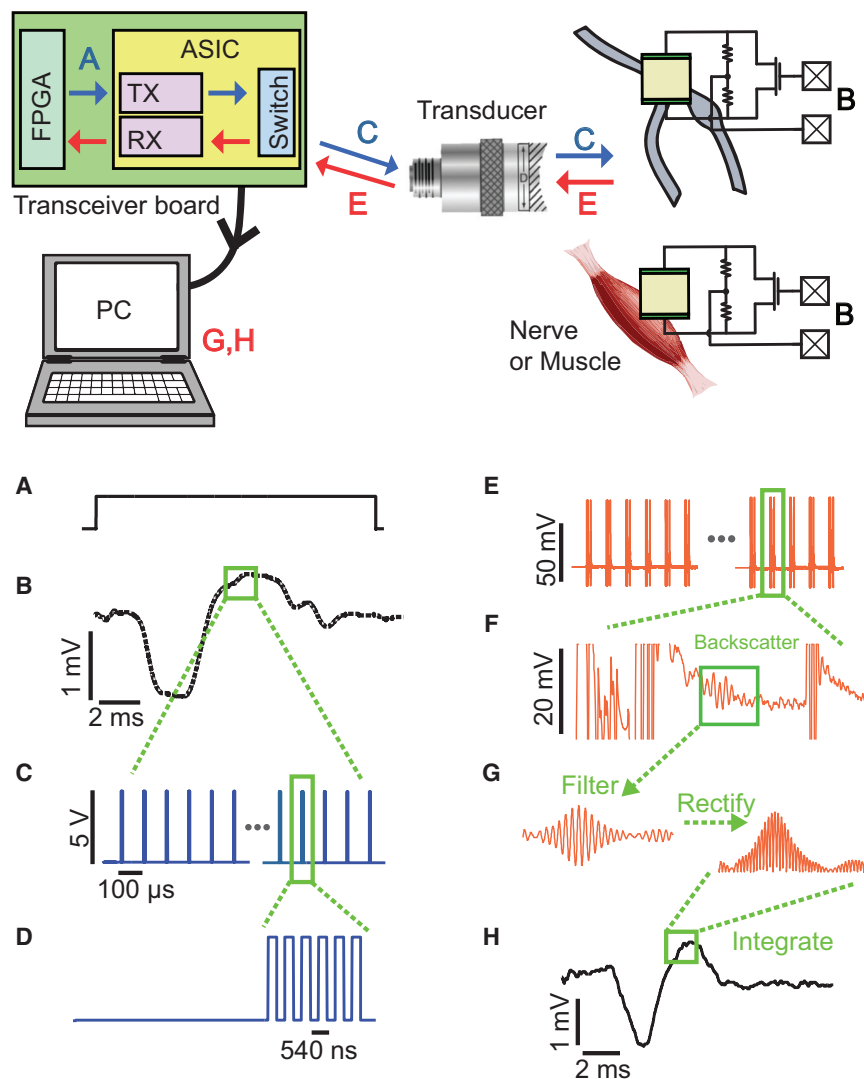 FPGA
A
ASIC
TX
RX
Switch
Transceiver board
C
E
Transducer
D
C
E
B
PC
G,H
Nerve
or Muscle
B
A
B
1 mV
2 ms
C
5 V
100 µs
D
540 ns
E
50 mV
F
Backscatter
20 mV
G
Filter
Rectify
H
Integrate
1 mV
2 ms